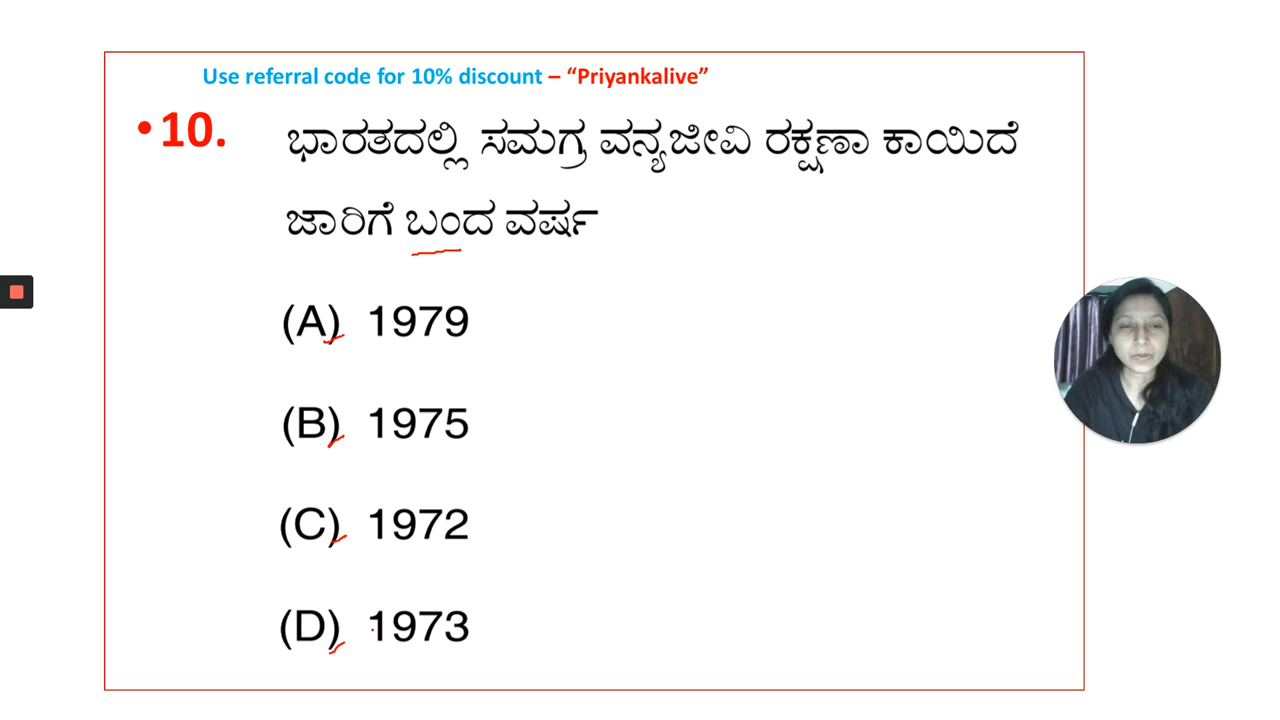 Use referral code for 10% discount – “Priyankalive”
• 10. ಭಾರತದಲ್ಲಿ ಸಮಗ್ರ ವನ್ಯಜೀವಿ ರಕ್ಷಣಾ ಕಾಯಿದೆ
ಜಾರಿಗೆ ಬಂದ ವರ್ಷ
(A) 1979
(B) 1975
(C) 1972
(D) 1973